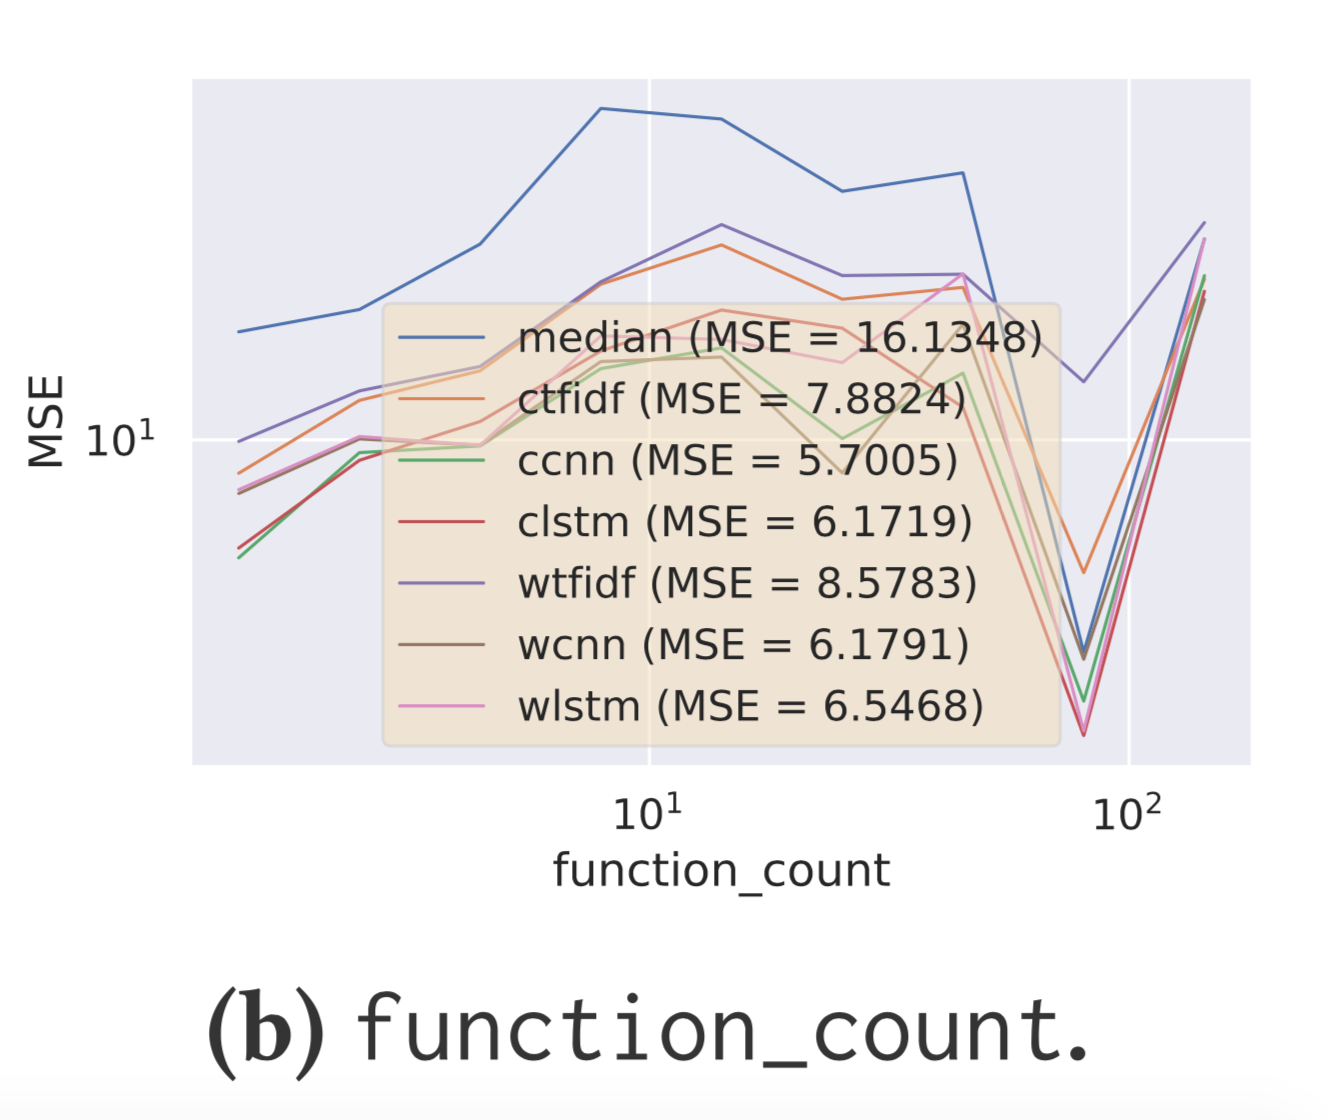 MSE
10¹
median (MSE = 16.1348)
ctfidf (MSE = 7.8824)
ccnn (MSE = 5.7005)
clstm (MSE = 6.1719)
wtfidf (MSE = 8.5783)
wcnn (MSE = 6.1791)
wlstm (MSE = 6.5468)
10¹ 10²
function_count
(b) function_count.